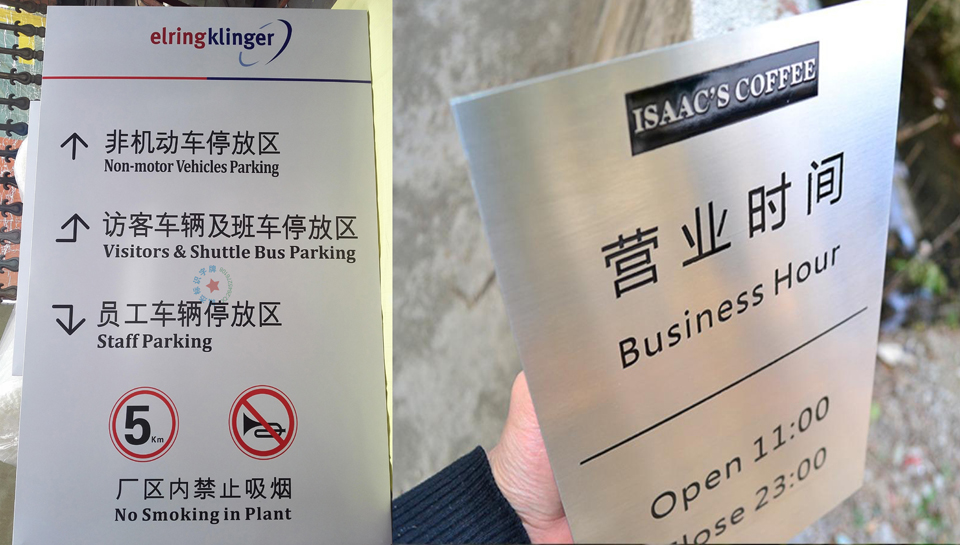 elringklinger
非机动车停放区
Non-motor Vehicles Parking
访客车辆及班车停放区
Visitors & Shuttle Bus Parking
员工车辆停放区
Staff Parking
5 Km
厂区内禁止吸烟
No Smoking in Plant
ISAAC'S COFFEE
营业时间
Business Hour
Open 11:00
Close 23:00